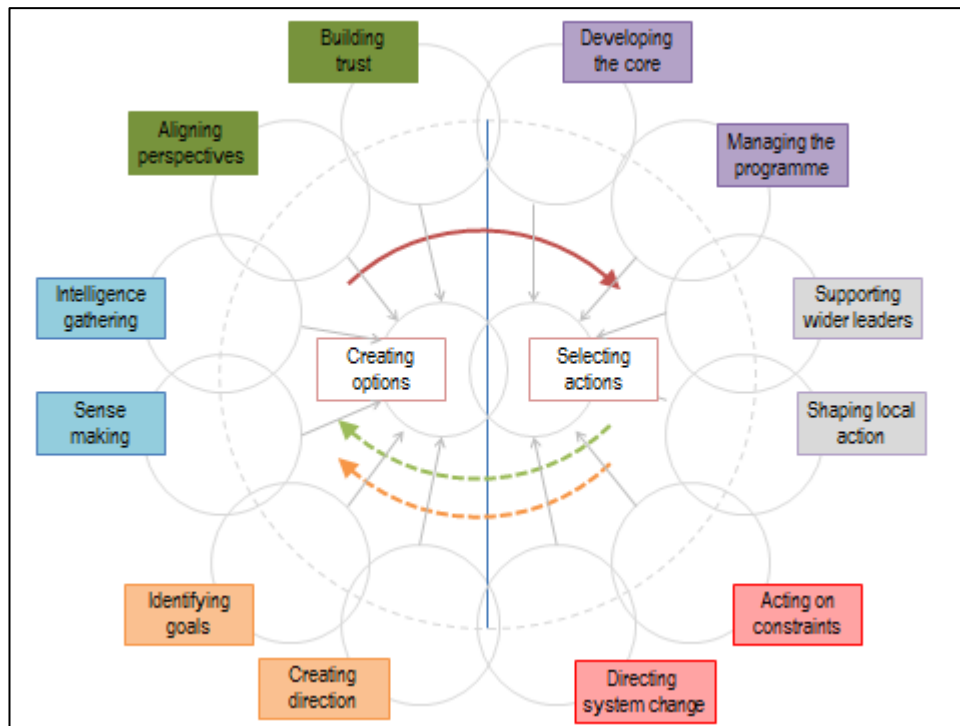 Building
trust
Developing
the core
Aligning
perspectives
Managing the
programme
Intelligence
gathering
Supporting
wider leaders
Creating
options
Selecting
actions
Sense
making
Shaping local
action
Identifying
goals
Acting on
constraints
Creating
direction
Directing
system change